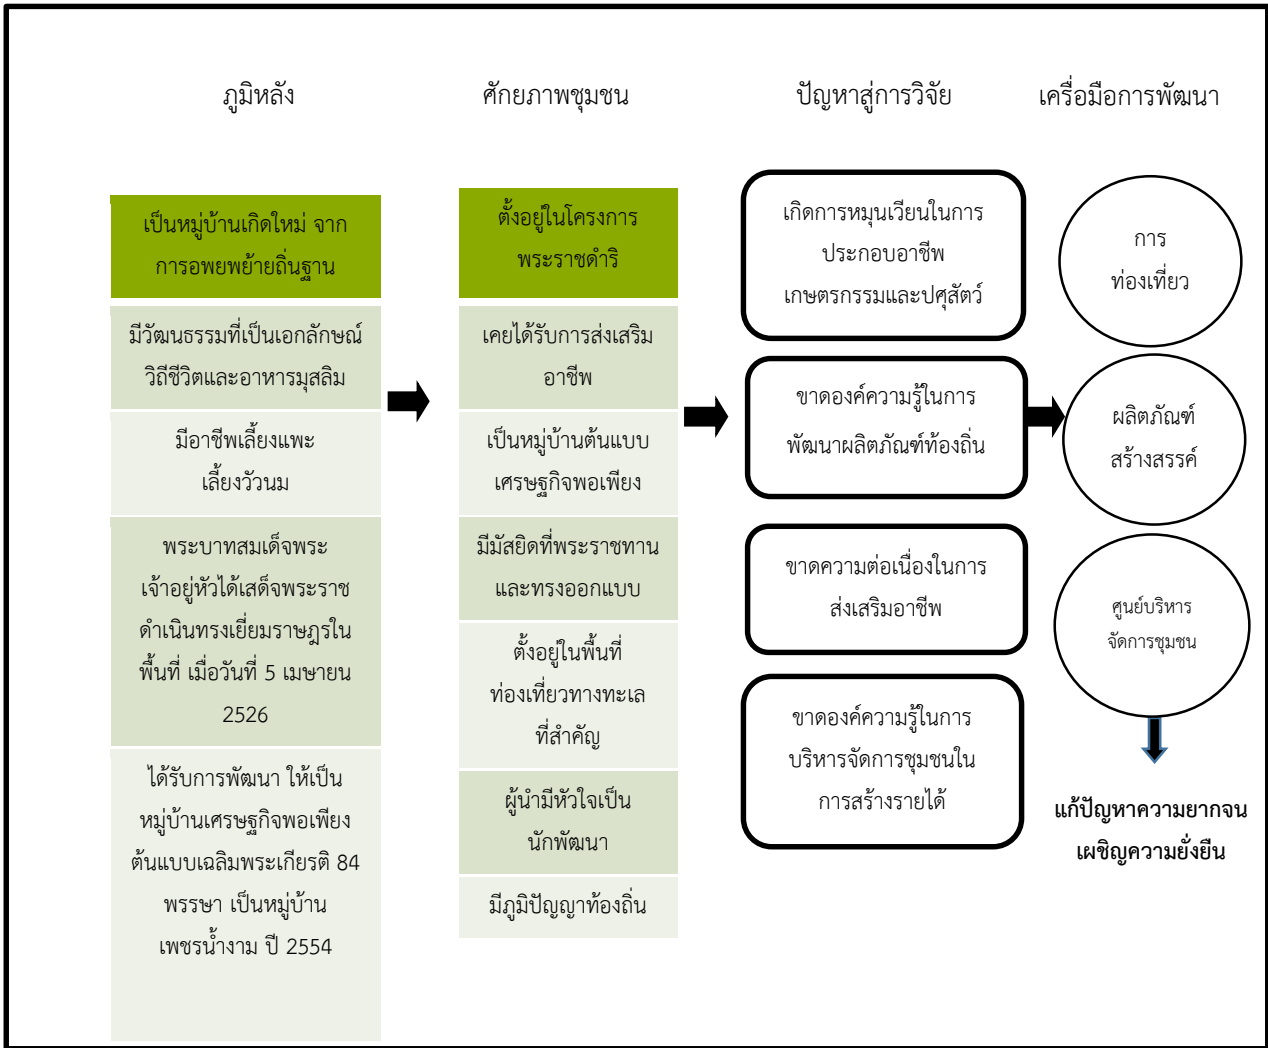 ภูมิหลัง
เป็นหมู่บ้านเกิดใหม่ จาก
การอพยพย้ายถิ่นฐาน
มีวัฒนธรรมที่เป็นเอกลักษณ์
วิถีชีวิตและอาหารมุสลิม
มีอาชีพเลี้ยงแพะ
เลี้ยงวัวนม
พระบาทสมเด็จพระ
เจ้าอยู่หัวได้เสด็จพระราช
ดำเนินทรงเยี่ยมราษฎรใน
พื้นที่ เมื่อวันที่ 5 เมษายน
2526
ได้รับการพัฒนา ให้เป็น
หมู่บ้านเศรษฐกิจพอเพียง
ต้นแบบเฉลิมพระเกียรติ 84
พรรษา เป็นหมู่บ้าน
เพชรน้ำงาม ปี 2554
ศักยภาพชุมชน
ตั้งอยู่ในโครงการ
พระราชดำริ
เคยได้รับการส่งเสริม
อาชีพ
เป็นหมู่บ้านต้นแบบ
เศรษฐกิจพอเพียง
มีมัสยิดที่พระราชทาน
และทรงออกแบบ
ตั้งอยู่ในพื้นที่
ท่องเที่ยวทางทะเล
ที่สำคัญ
ผู้นำมีหัวใจเป็น
นักพัฒนา
มีภูมิปัญญาท้องถิ่น
ปัญหาสู่การวิจัย
เกิดการหมุนเวียนในการ
ประกอบอาชีพ
เกษตรกรรมและปศุสัตว์
ขาดองค์ความรู้ในการ
พัฒนาผลิตภัณฑ์ท้องถิ่น
ขาดความต่อเนื่องในการ
ส่งเสริมอาชีพ
ขาดองค์ความรู้ในการ
บริหารจัดการชุมชนใน
การสร้างรายได้
เครื่องมือการพัฒนา
การ
ท่องเที่ยว
ผลิตภัณฑ์
สร้างสรรค์
ศูนย์บริหาร
จัดการชุมชน
แก้ปัญหาความยากจน
เผชิญความยั่งยืน